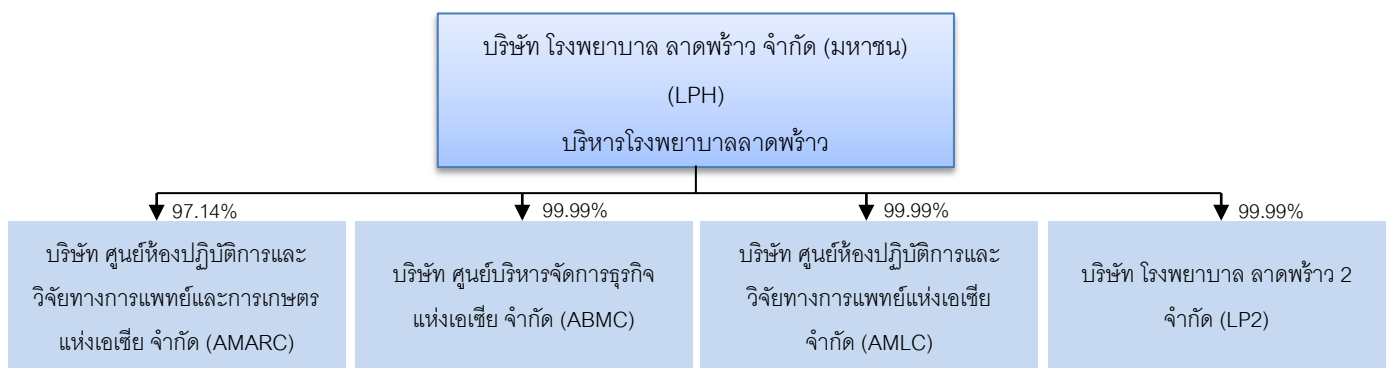 บริษัท โรงพยาบาล ลาดพร้าว จำกัด (มหาชน)
(LPH)
บริหารโรงพยาบาลลาดพร้าว
97.14%
99.99%
99.99%
99.99%
บริษัท ศูนย์ห้องปฏิบัติการและ
วิจัยทางการแพทย์และการเกษตร
แห่งเอเซีย จำกัด (AMARC)
บริษัท ศูนย์บริหารจัดการธุรกิจ
แห่งเอเซีย จำกัด (ABMC)
บริษัท ศูนย์ห้องปฏิบัติการและ
วิจัยทางการแพทย์แห่งเอเซีย
จำกัด (AMLC)
บริษัท โรงพยาบาล ลาดพร้าว 2
จำกัด (LP2)